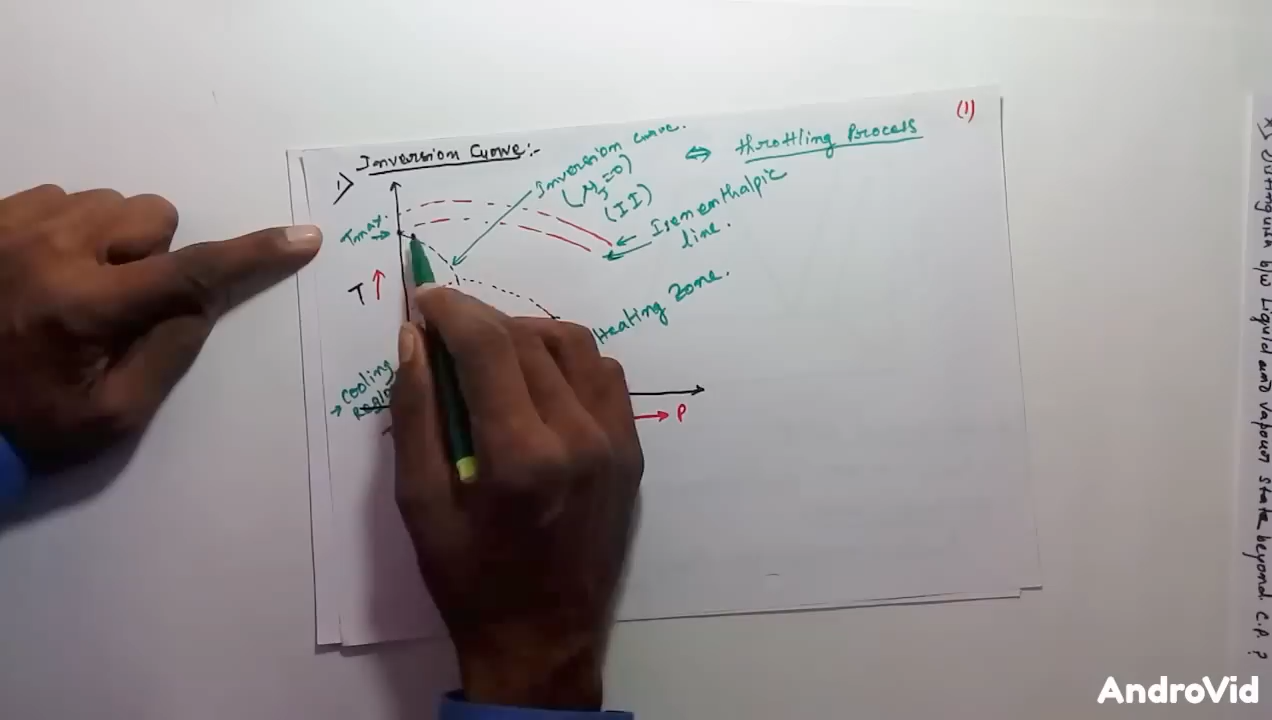 (1)
1) Inversion Curve:-
Inversion curve.
(μJ=0)
(II)
⇔ throttling Process
Tmax.
Isenenthalpic
line.
T
Heating Zone.
→ Cooling
P
x) Distinguish b/w Liquid and vapour state beyond C.P. ?
AndroVid